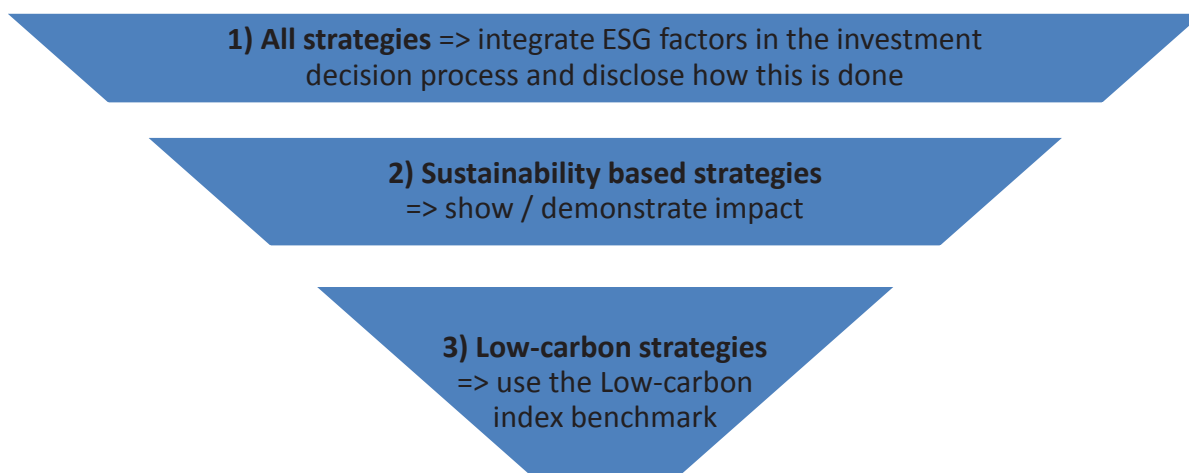 1) All strategies => integrate ESG factors in the investment
decision process and disclose how this is done
2) Sustainability based strategies
=> show / demonstrate impact
3) Low-carbon strategies
=> use the Low-carbon
index benchmark